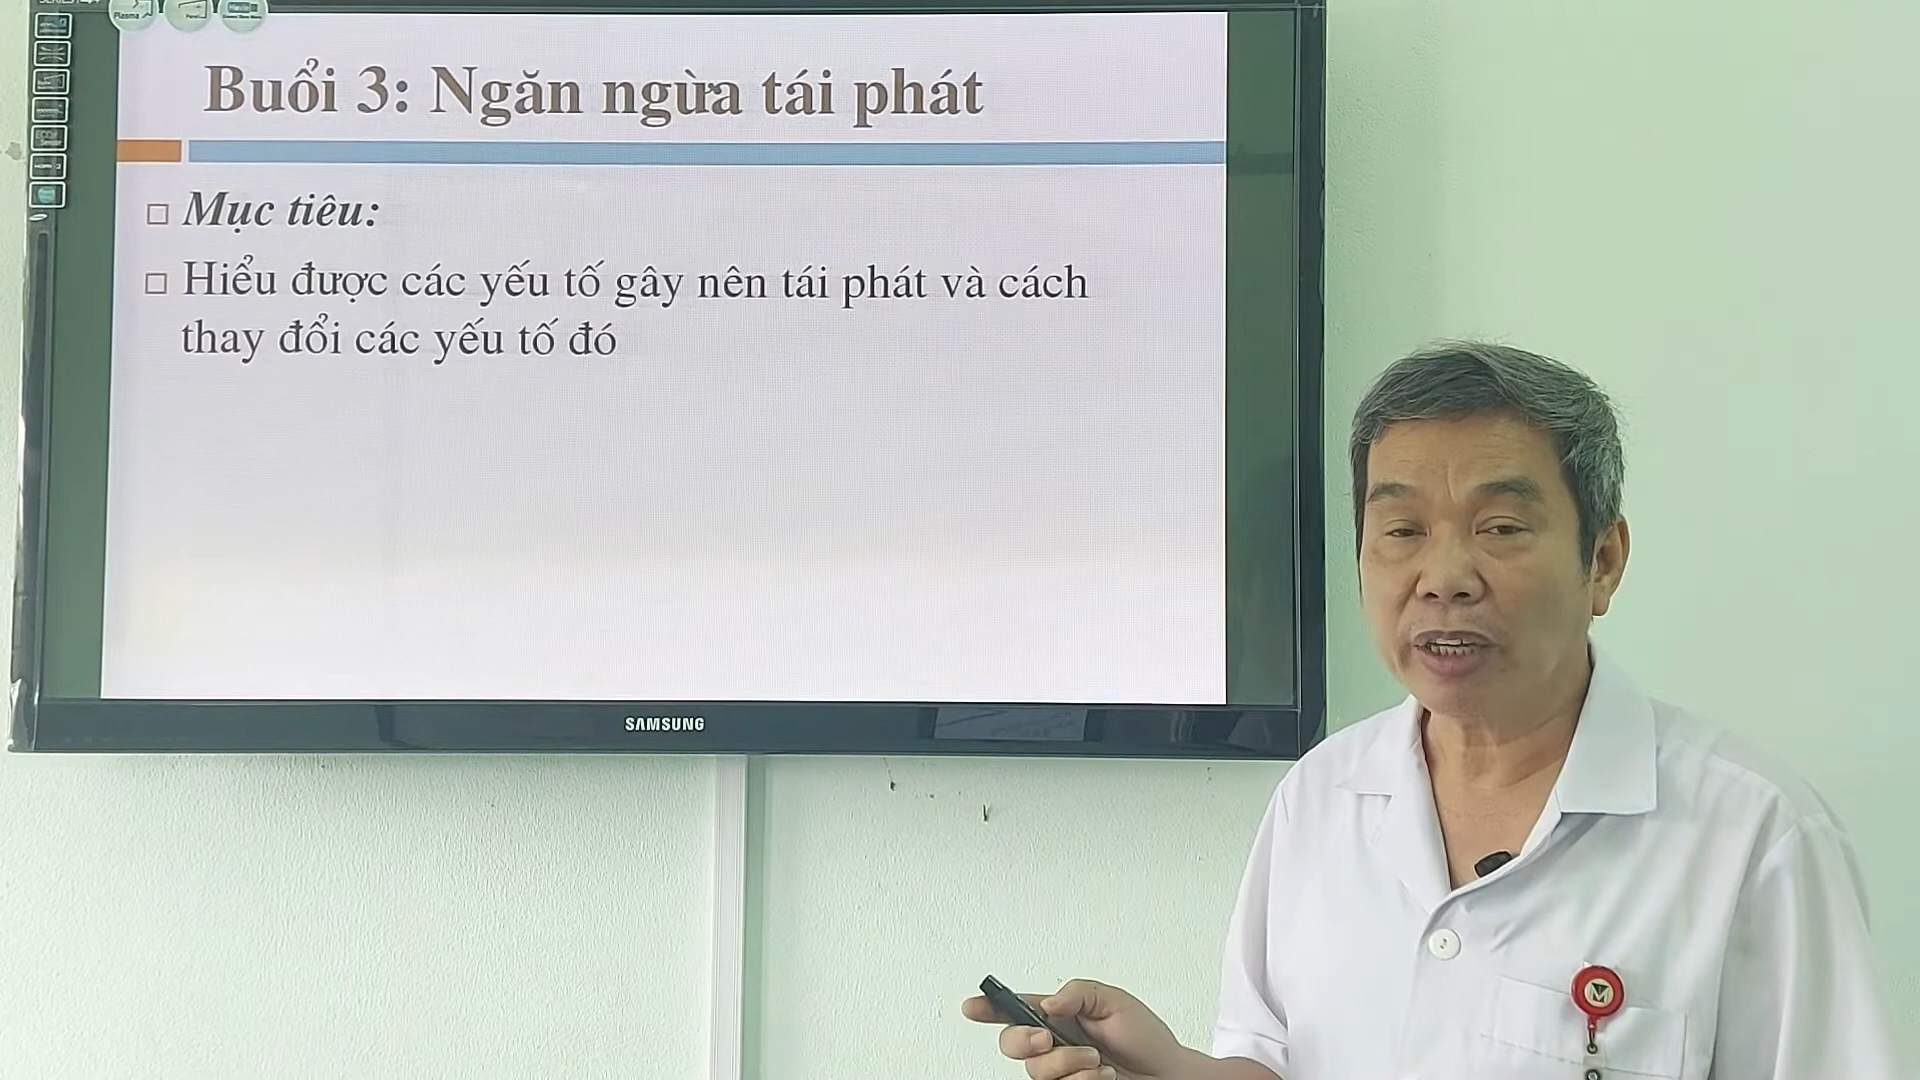 Plasma
Buổi 3: Ngăn ngừa tái phát
Mục tiêu:
Hiểu được các yếu tố gây nên tái phát và cách
thay đổi các yếu tố đó
SAMSUNG